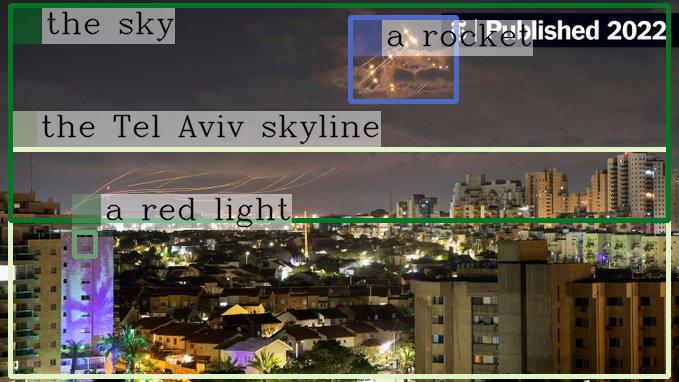 the sky
a rocket
Published 2022
the Tel Aviv skyline
a red light